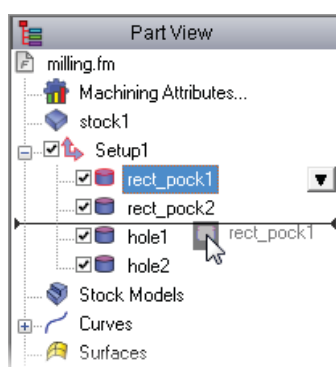 Part View
milling.fm
Machining Attributes...
stock1
Setup1
rect_pock1
rect_pock2
hole1 rect_pock1
hole2
Stock Models
Curves
Surfaces